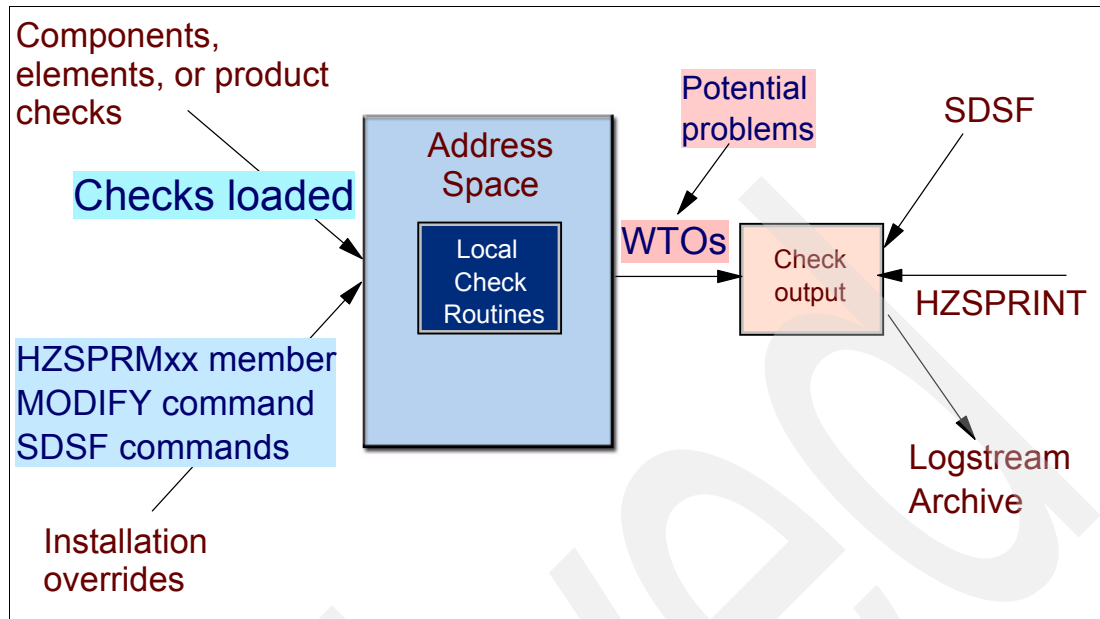 Components,
elements, or product
checks
Checks loaded
HZSPRMxx member
MODIFY command
SDSF commands
Installation
overrides
Address
Space
Local
Check
Routines
Potential
problems
WTOs
Check
output
SDSF
HZSPRINT
Logstream
Archive